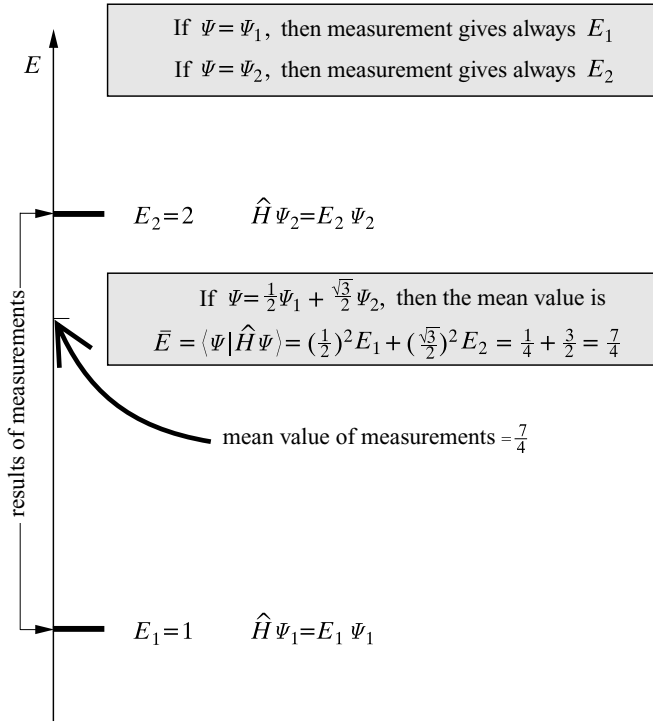 If Ψ=Ψ₁, then measurement gives always E₁
If Ψ=Ψ₂, then measurement gives always E₂
E
E₂=2 ĤΨ₂=E₂Ψ₂
If Ψ=½Ψ₁ + √3/2 Ψ₂, then the mean value is
Ē = ⟨Ψ|ĤΨ⟩ = (½)²E₁ + (√3/2)²E₂ = 1/4 + 3/2 = 7/4
results of measurements
mean value of measurements = 7/4
E₁=1 ĤΨ₁=E₁Ψ₁